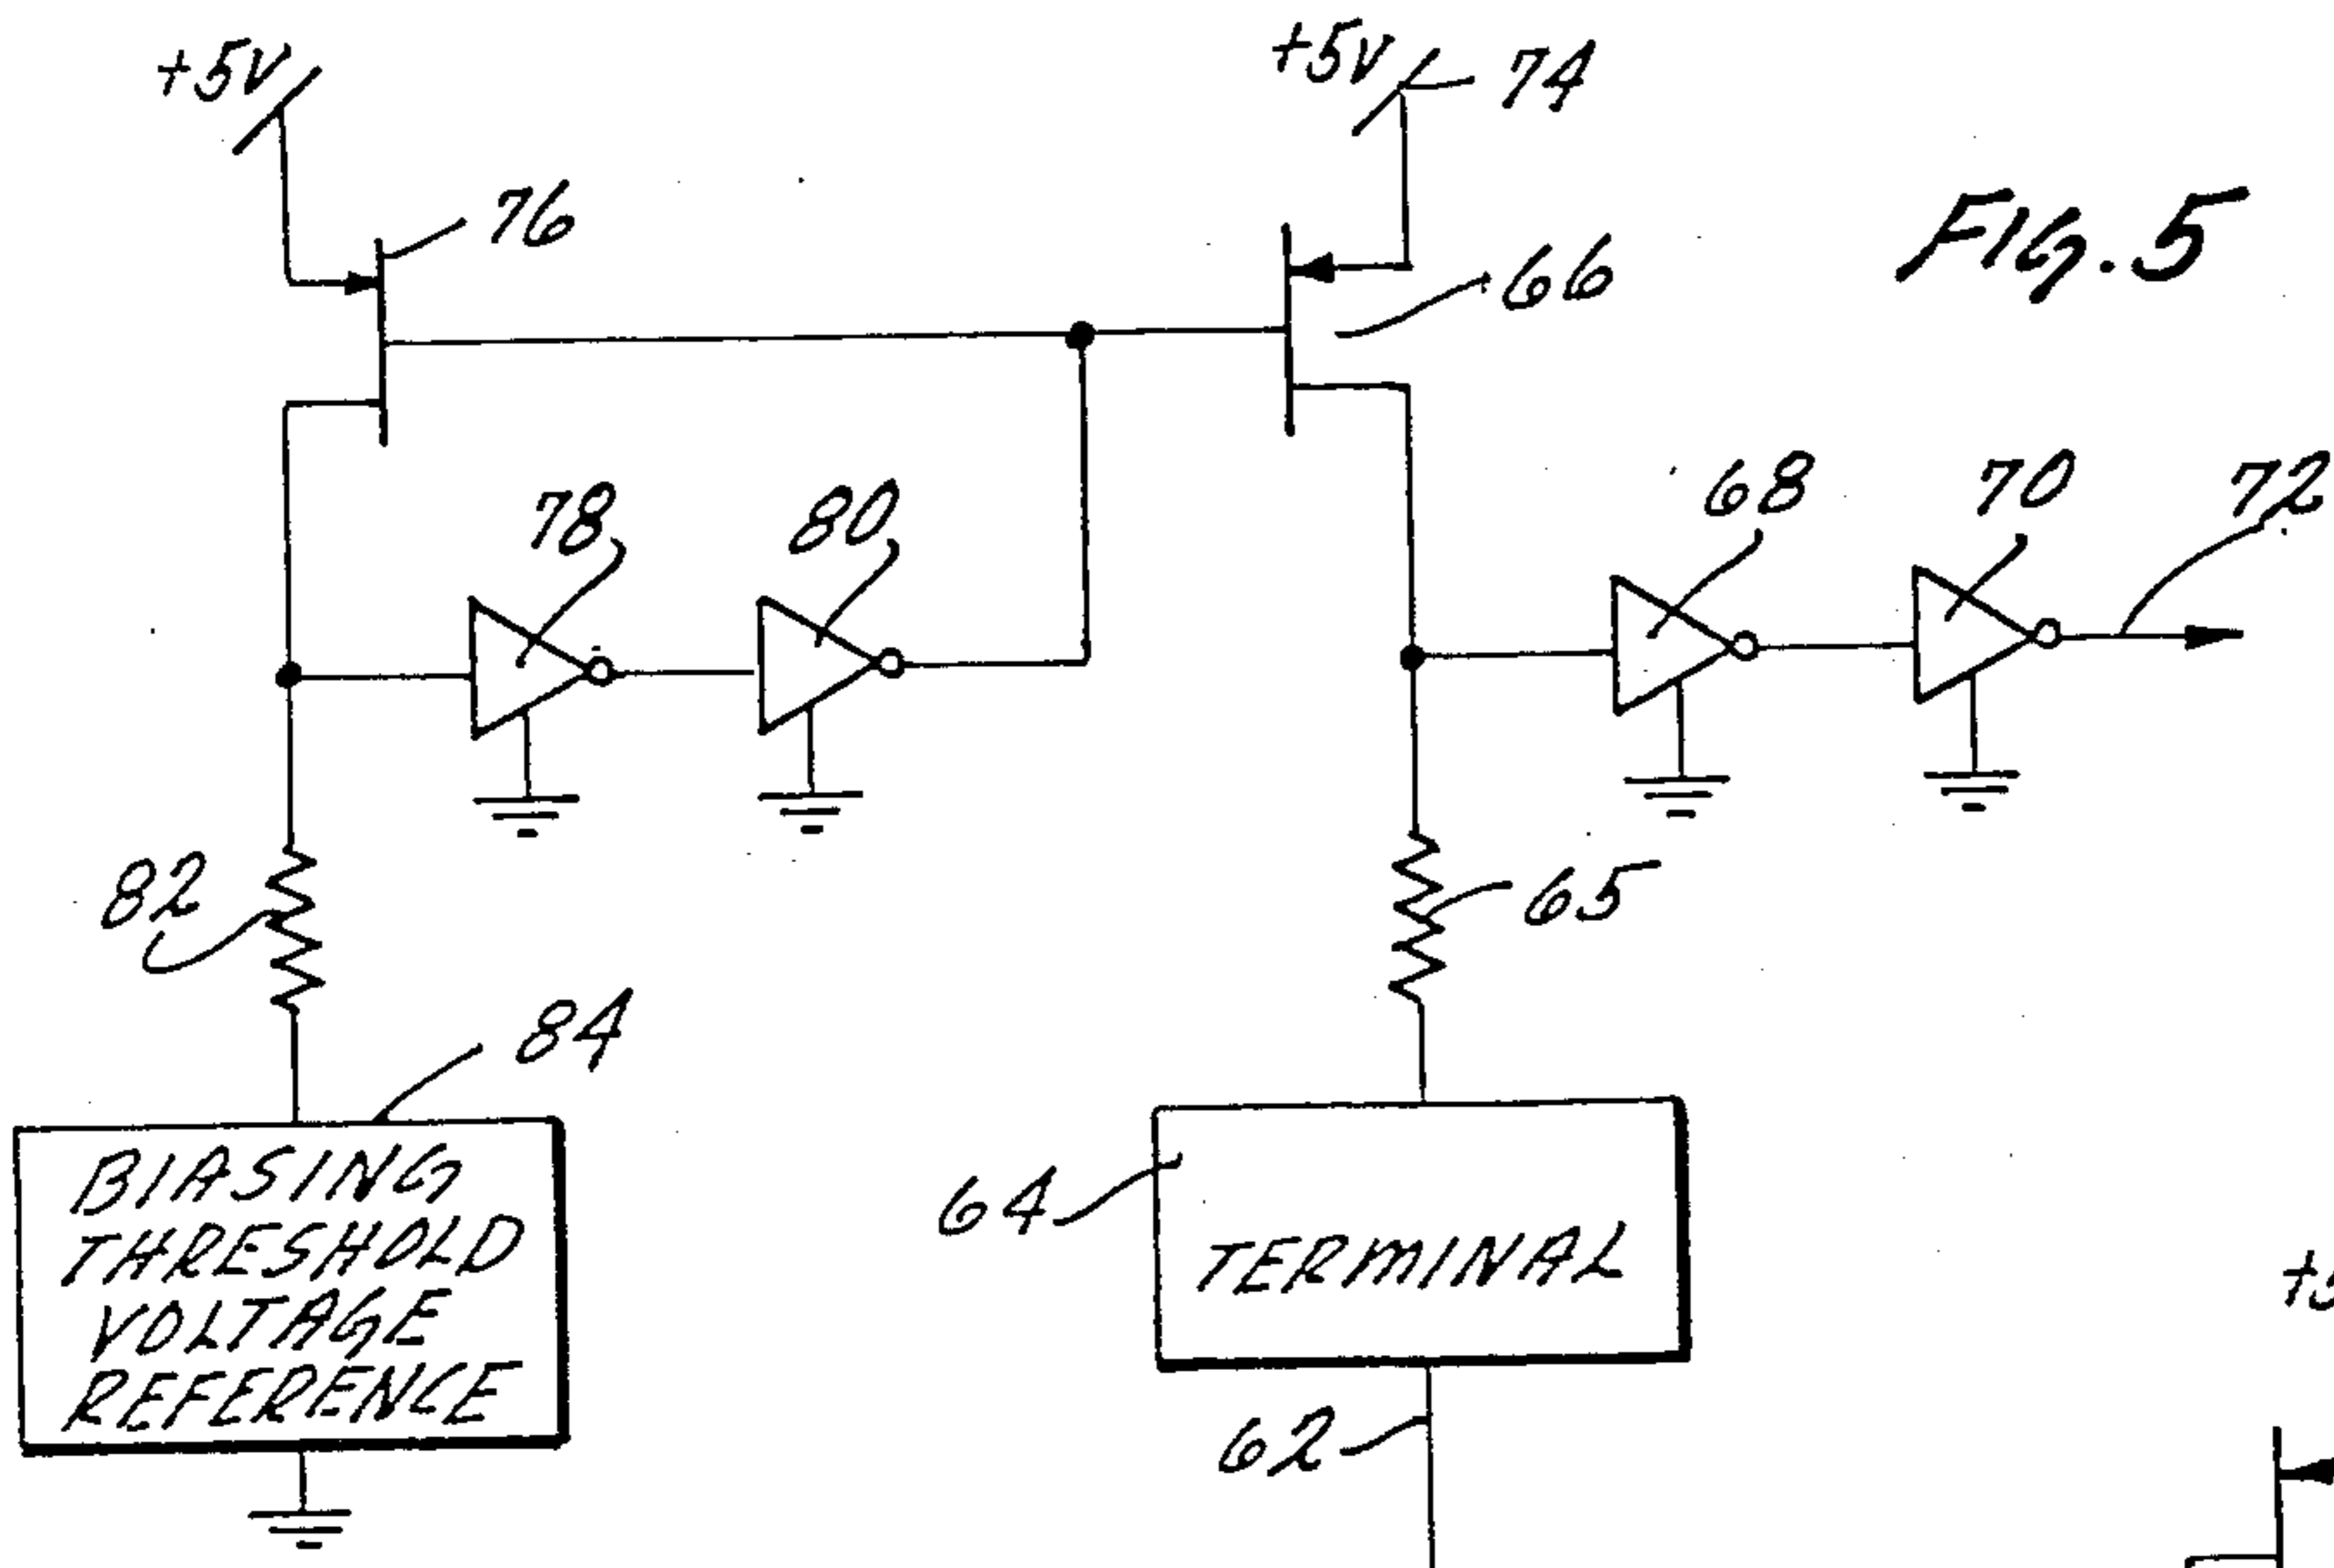 +5V
+5V
74
76
66
FIG. 5
78
80
68
70
72
82
65
84
BIASING
THRESHOLD
VOLTAGE
REFERENCE
64
TERMINAL
62
+5